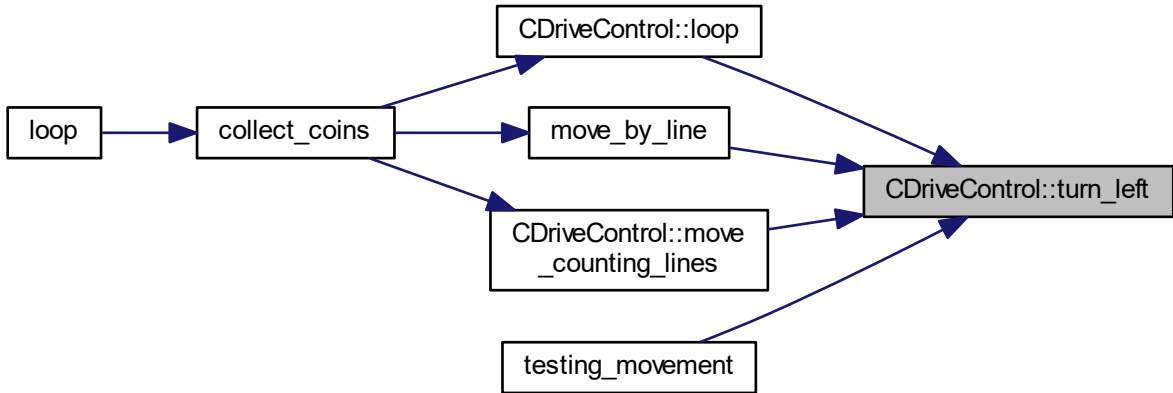 CDriveControl::loop
loop
collect_coins
move_by_line
CDriveControl::turn_left
CDriveControl::move
_counting_lines
testing_movement